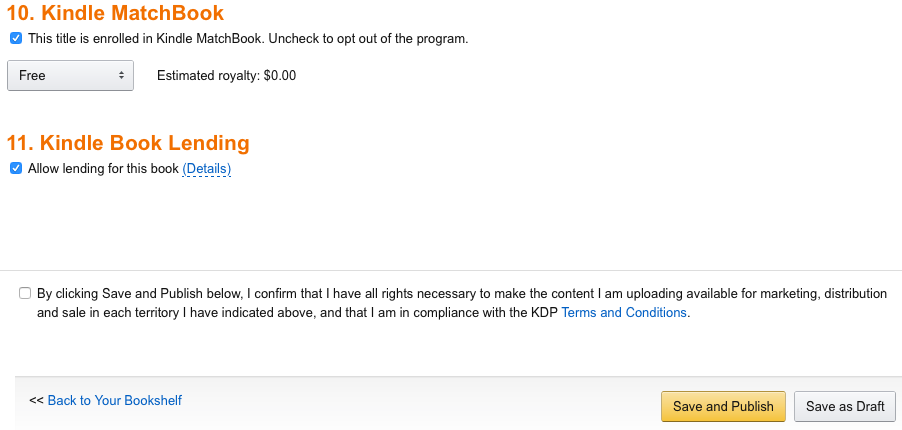 10. Kindle MatchBook
This title is enrolled in Kindle MatchBook. Uncheck to opt out of the program.
Free Estimated royalty: $0.00
11. Kindle Book Lending
Allow lending for this book (Details)
By clicking Save and Publish below, I confirm that I have all rights necessary to make the content I am uploading available for marketing, distribution
and sale in each territory I have indicated above, and that I am in compliance with the KDP Terms and Conditions.
<< Back to Your Bookshelf Save and Publish Save as Draft